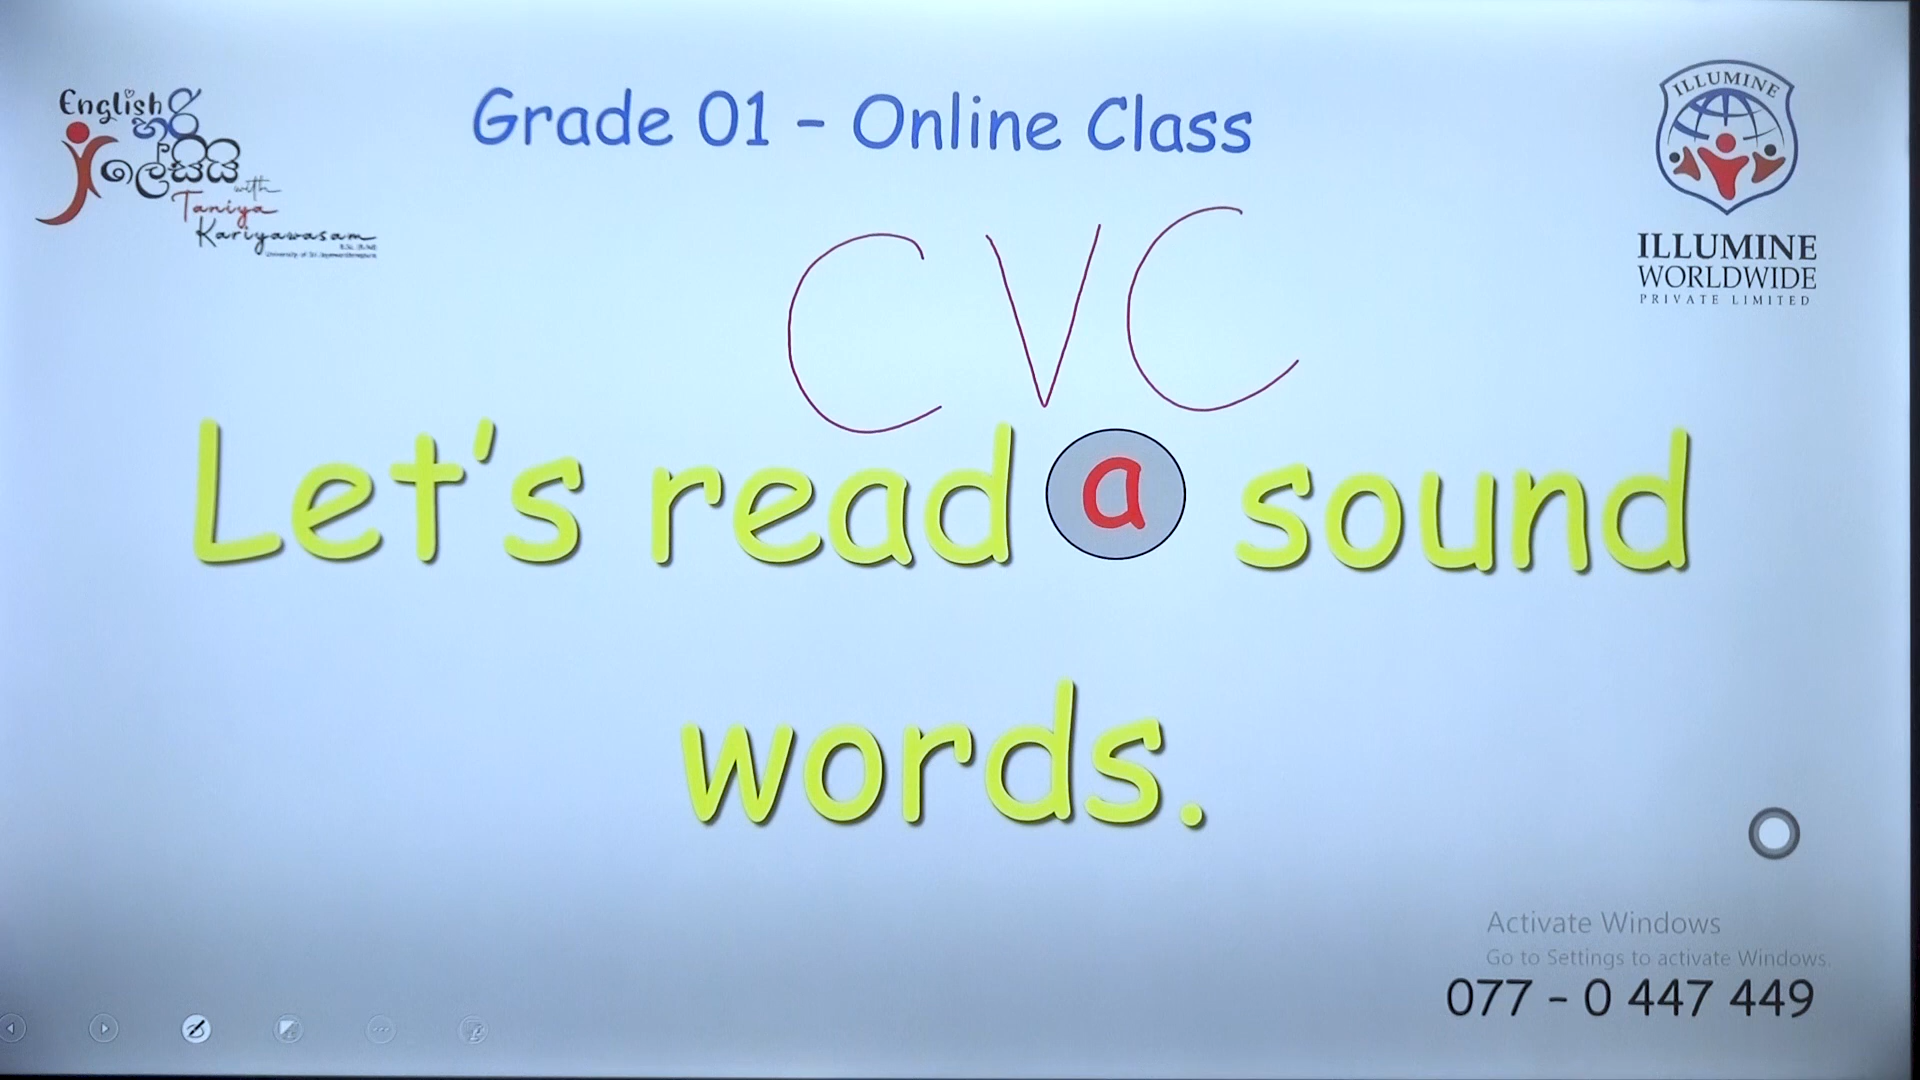 English හරි
ලේසියි
with
Taniya
Kariyawasam
Grade 01 - Online Class
ILLUMINE
ILLUMINE
WORLDWIDE
PRIVATE LIMITED
CVC
Let's read a sound
words.
Activate Windows
Go to Settings to activate Windows.
077 - 0 447 449